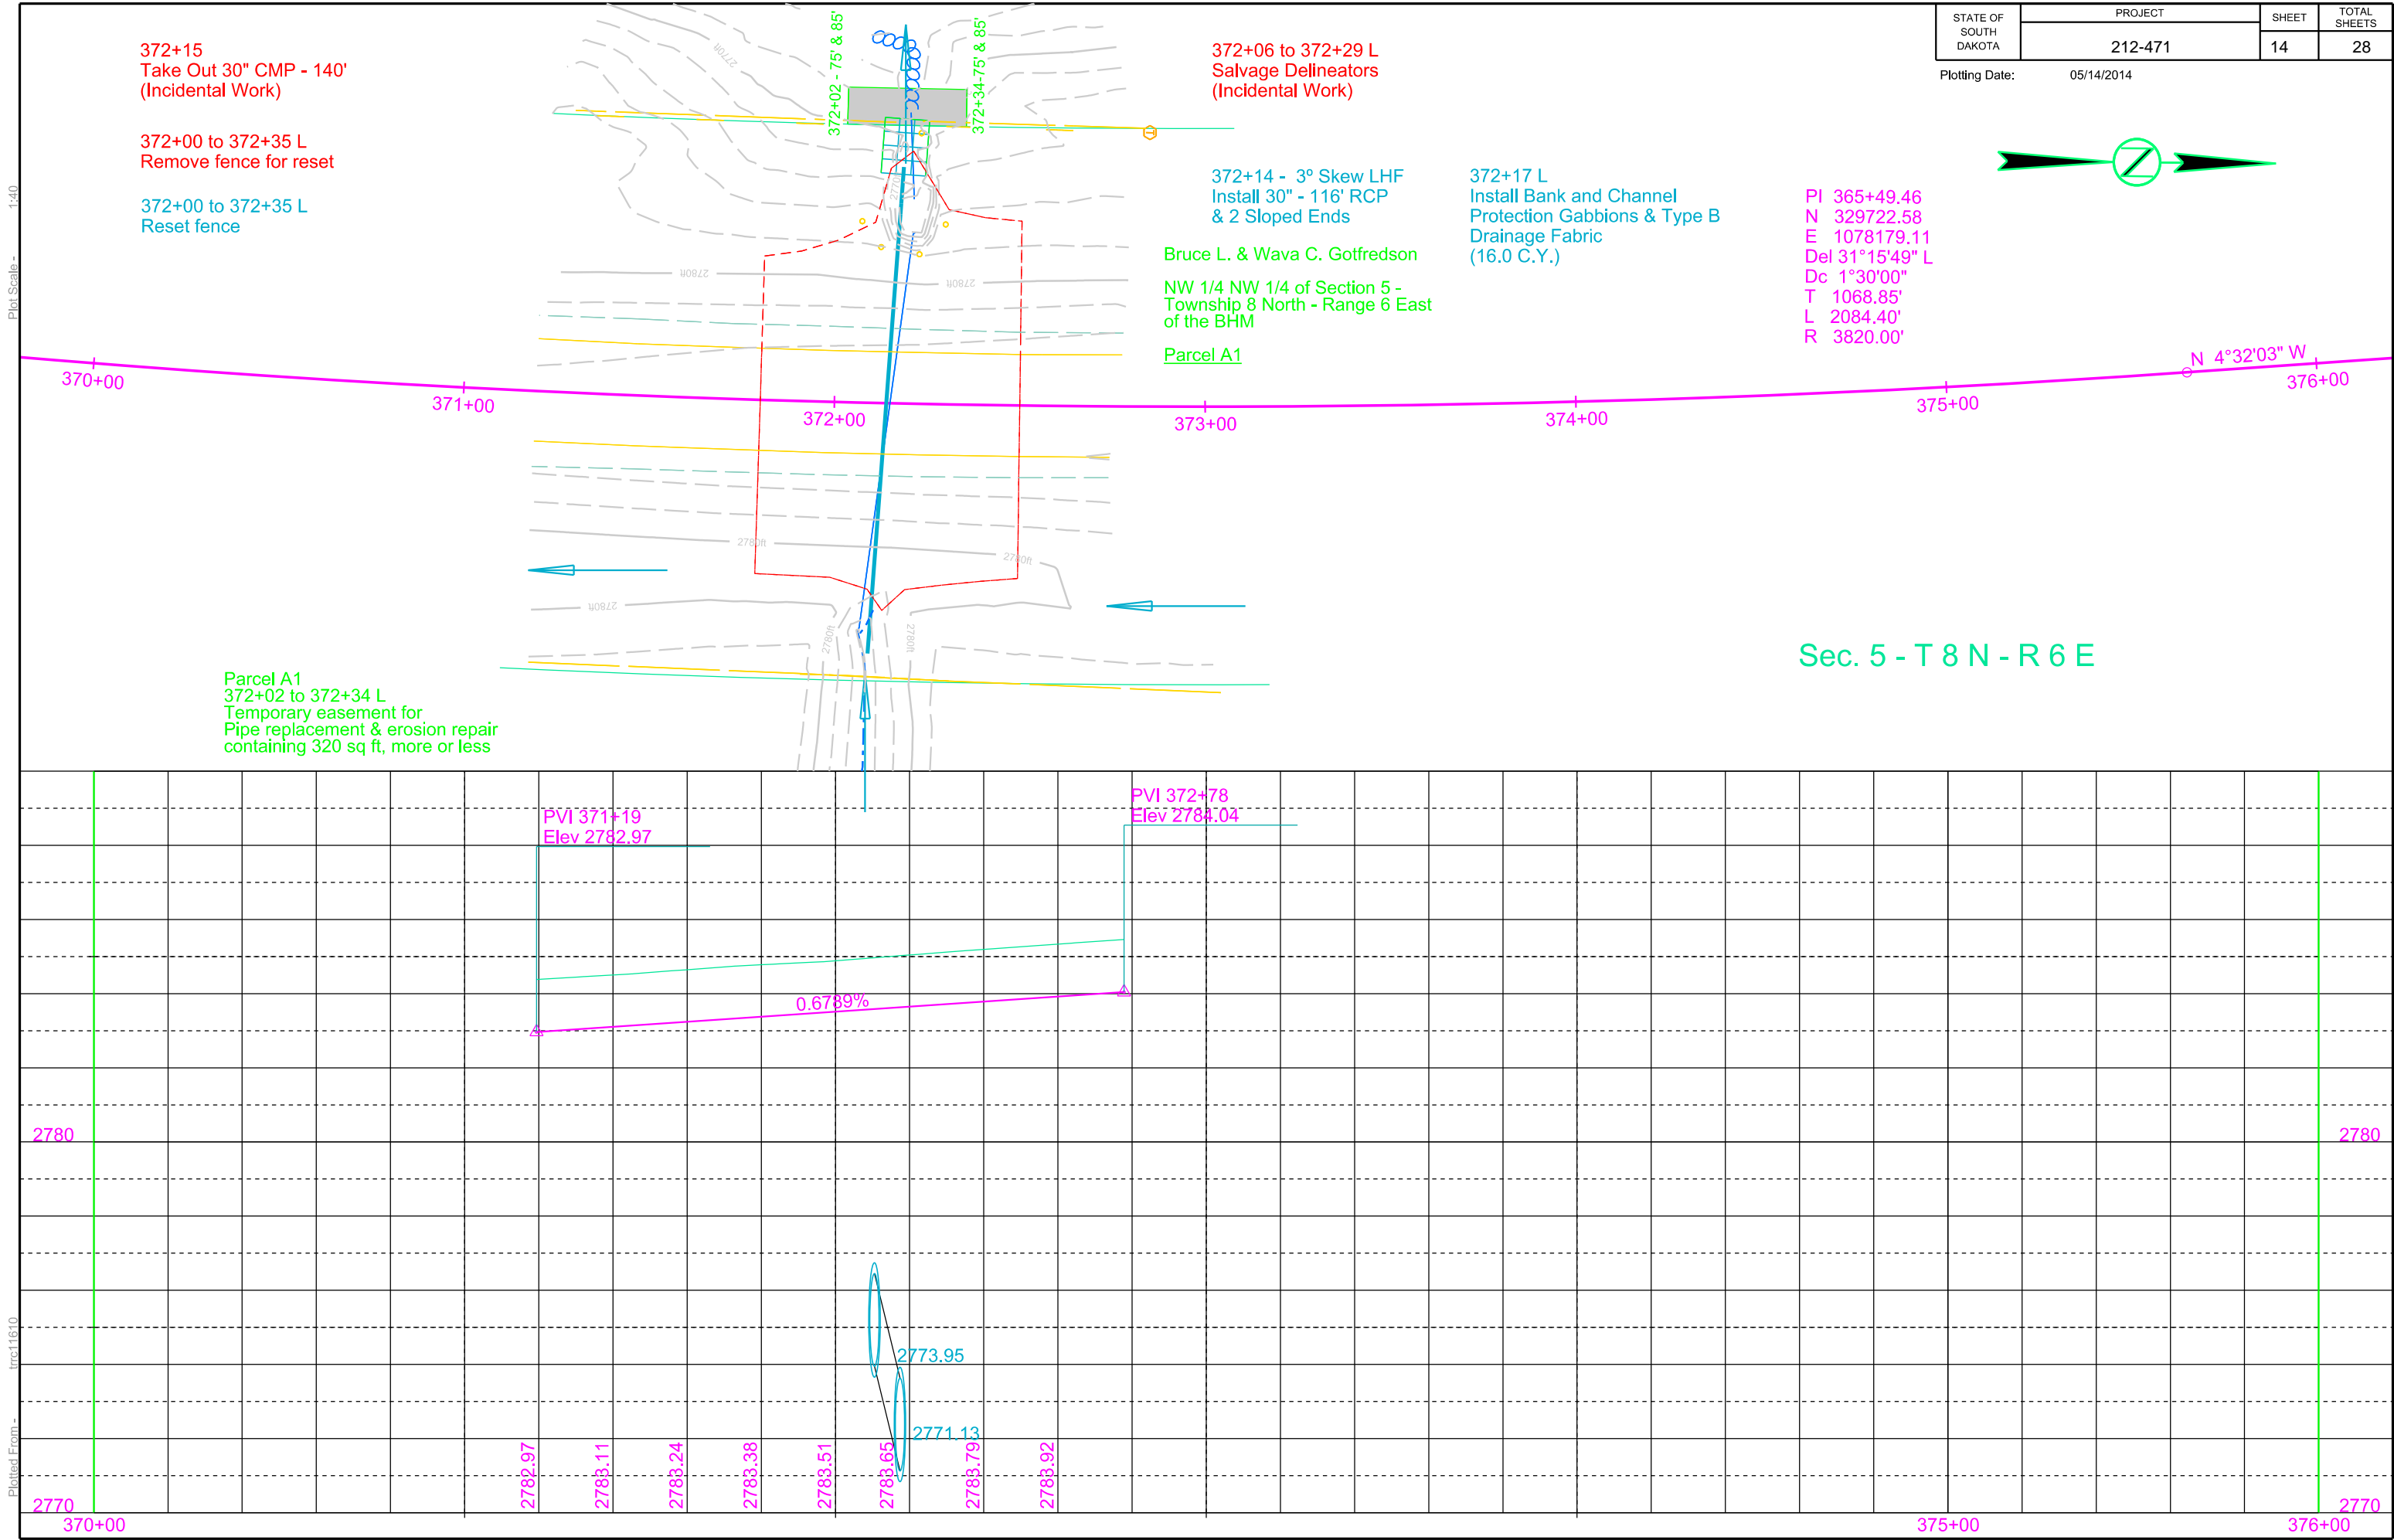 STATE OF SOUTH DAKOTA
PROJECT
212-471
SHEET
14
TOTAL SHEETS
28
Plotting Date: 05/14/2014
372+15
Take Out 30" CMP - 140'
(Incidental Work)
372+00 to 372+35 L
Remove fence for reset
372+00 to 372+35 L
Reset fence
372+02 - 75' & 85'
372+34-75' & 85'
372+06 to 372+29 L
Salvage Delineators
(Incidental Work)
372+14 - 3º Skew LHF
Install 30" - 116' RCP
& 2 Sloped Ends
Bruce L. & Wava C. Gotfredson
NW 1/4 NW 1/4 of Section 5 -
Township 8 North - Range 6 East
of the BHM
Parcel A1
372+17 L
Install Bank and Channel
Protection Gabbions & Type B
Drainage Fabric
(16.0 C.Y.)
PI 365+49.46
N 329722.58
E 1078179.11
Del 31°15'49" L
Dc 1°30'00"
T 1068.85'
L 2084.40'
R 3820.00'
Z
2770ft
2780ft
2780ft
N 4°32'03" W
370+00
371+00
372+00
373+00
374+00
375+00
376+00
2780ft
2780ft
2780ft
2780ft
2780ft
Sec. 5 - T 8 N - R 6 E
Parcel A1
372+02 to 372+34 L
Temporary easement for
Pipe replacement & erosion repair
containing 320 sq ft, more or less
PVI 371+19
Elev 2782.97
PVI 372+78
Elev 2784.04
0.6789%
2780
2780
2773.95
2771.13
2782.97
2783.11
2783.24
2783.38
2783.51
2783.65
2783.79
2783.92
2770
2770
370+00
375+00
376+00
Plot Scale - 1:40
Plotted From - trrc11610